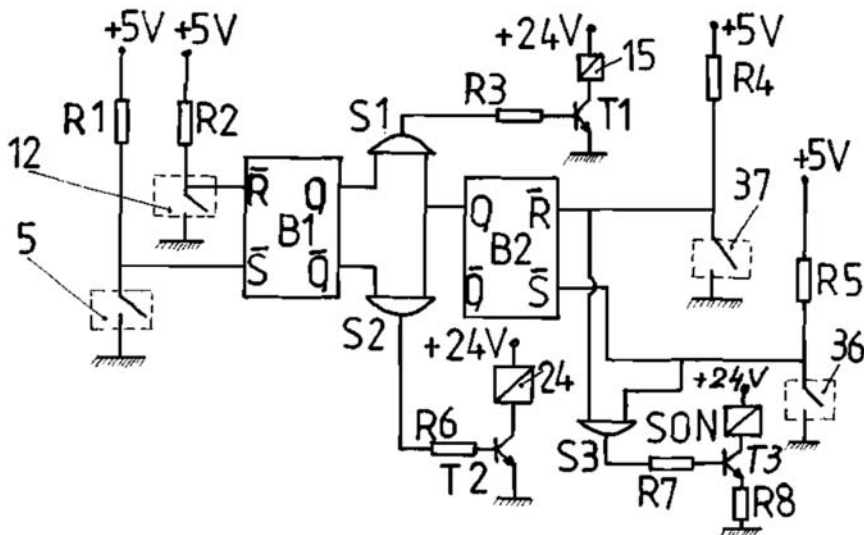 +5V
+5V
+24V
15
+5V
R1
R2
S1
R3
T1
R4
12
R̅
Q
B1
Q
R̅
B2
37
+5V
5
S̅
Q̅
Q̅
S̅
R5
S2
+24V
24
36
+24V
R6
T2
S3
SON
T3
R7
R8